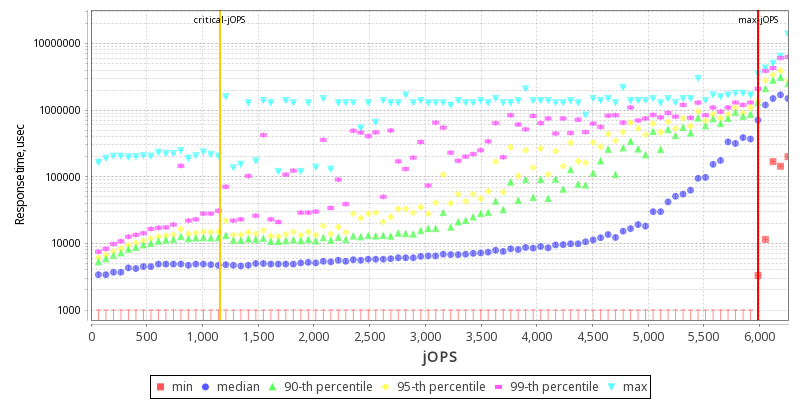 critical-jOPS
max-jOPS
Response time, usec
10000000
1000000
100000
10000
1000
0
500
1,000
1,500
2,000
2,500
3,000
3,500
4,000
4,500
5,000
5,500
6,000
jOPS
min
median
90-th percentile
95-th percentile
99-th percentile
max